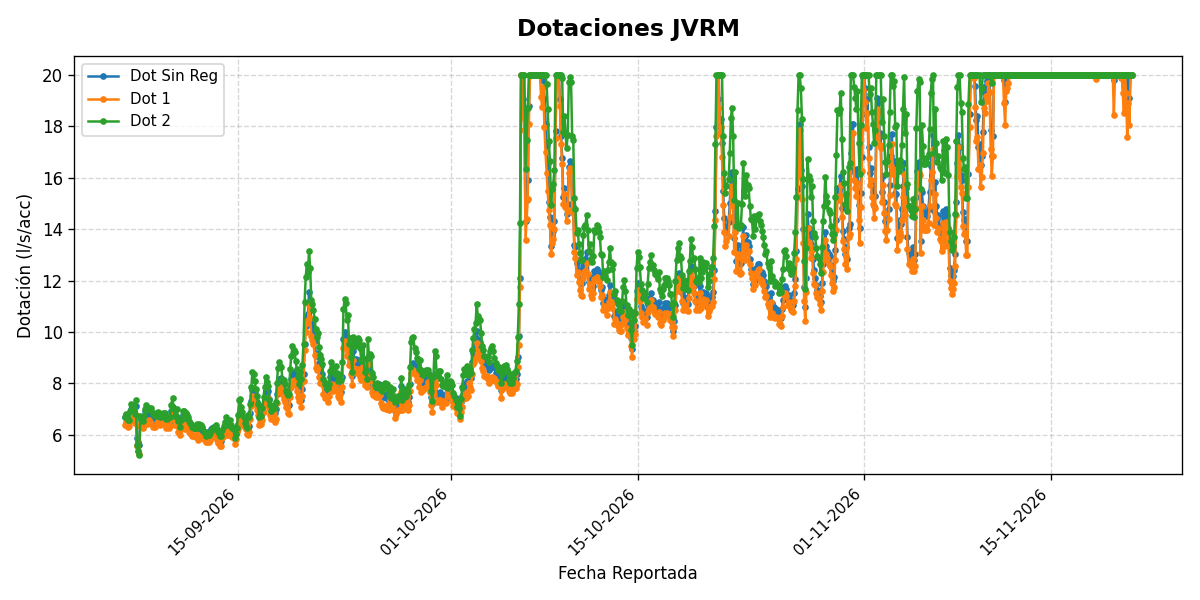 Dotaciones JVRM
Dot Sin Reg
Dot 1
Dot 2
Dotación (l/s/acc)
20
18
16
14
12
10
8
6
15-09-2026
01-10-2026
15-10-2026
01-11-2026
15-11-2026
Fecha Reportada